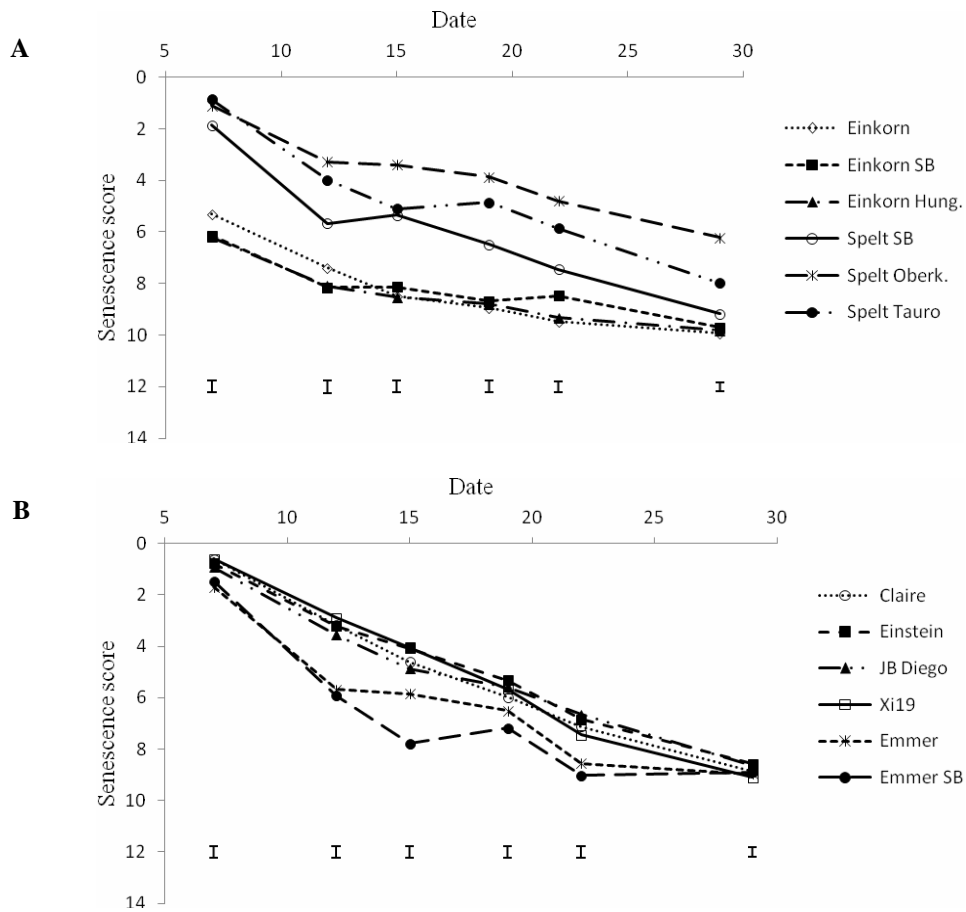 A
Date
5 10 15 20 25 30
Senescence score
0
2
4
6
8
10
12
14
Einkorn
Einkorn SB
Einkorn Hung.
Spelt SB
Spelt Oberk.
Spelt Tauro
B
Date
5 10 15 20 25 30
Senescence score
0
2
4
6
8
10
12
14
Claire
Einstein
JB Diego
Xi19
Emmer
Emmer SB